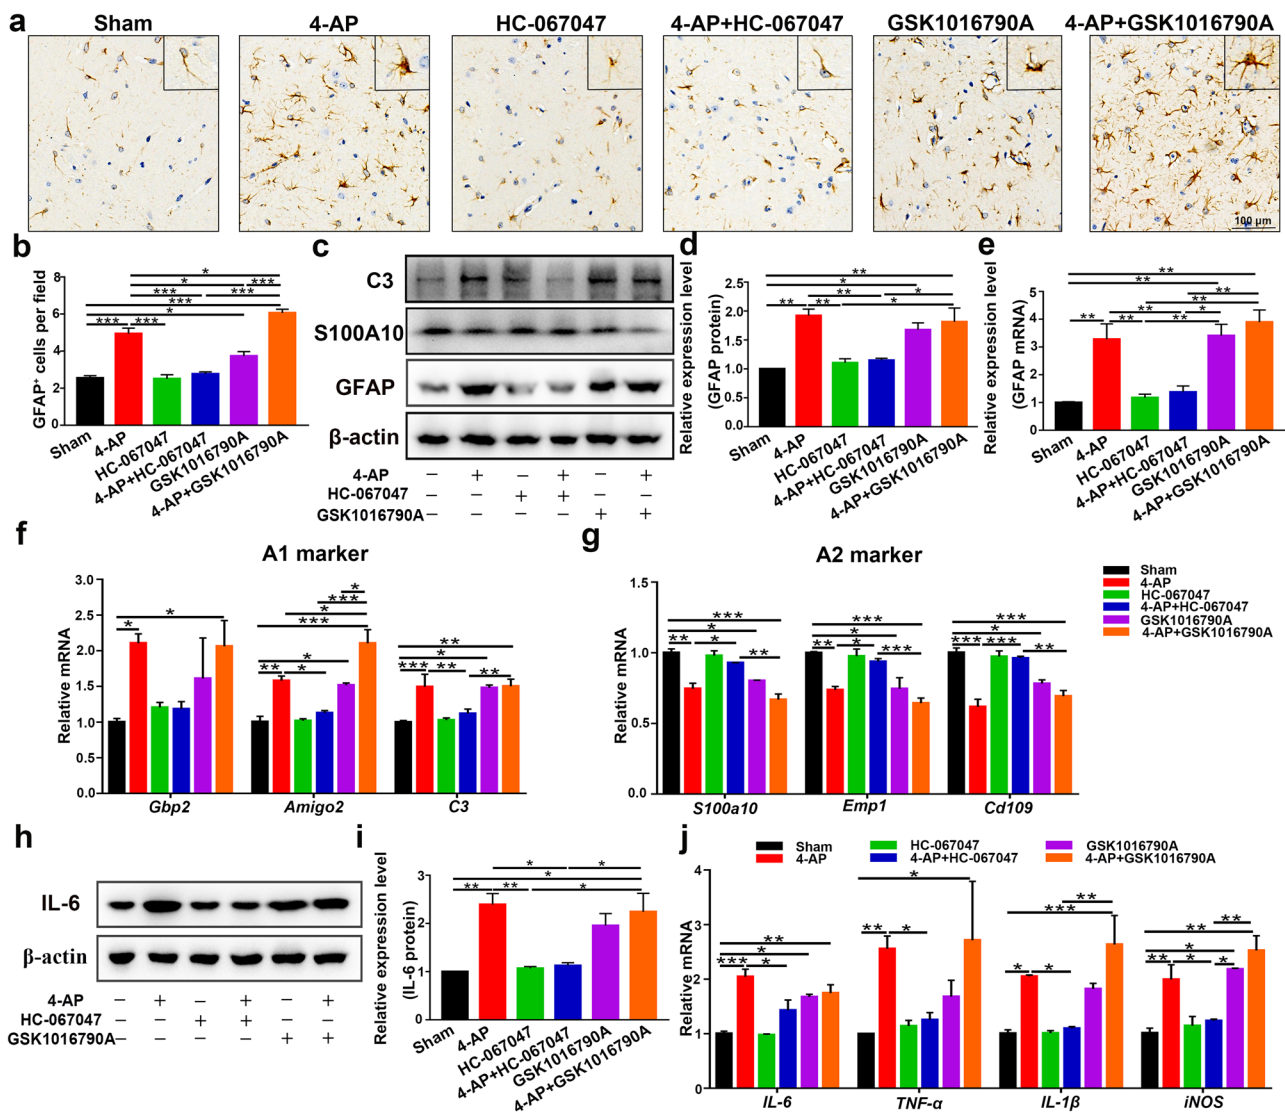 a
Sham 4-AP HC-067047 4-AP+HC-067047 GSK1016790A 4-AP+GSK1016790A
100 μm
b
GFAP⁺ cells per field
8
6
4
2
0
*
* ***
*** ***
***
*
*** ***
Sham
4-AP
HC-067047
4-AP+HC-067047
GSK1016790A
4-AP+GSK1016790A
c
C3
S100A10
GFAP
β-actin
4-AP − + − + − +
HC-067047 − − + + − −
GSK1016790A − − − − + +
d
Relative expression level
(GFAP protein)
2.5
2.0
1.5
1.0
0.5
0.0
**
*
** *
** ** *
Sham
4-AP
HC-067047
4-AP+HC-067047
GSK1016790A
4-AP+GSK1016790A
e
Relative expression level
(GFAP mRNA)
5
4
3
2
1
0
**
**
**
**
** *
** ** **
Sham
4-AP
HC-067047
4-AP+HC-067047
GSK1016790A
4-AP+GSK1016790A
f
A1 marker
Relative mRNA
3.0
2.5
2.0
1.5
1.0
0.5
0.0
*
*
*
***
*
***
*
** *
**
*
*** ** **
Gbp2 Amigo2 C3
g
A2 marker
Relative mRNA
1.5
1.0
0.5
0.0
***
*
** * **
***
*
** * ***
***
*
*** *** **
S100a10 Emp1 Cd109
Sham
4-AP
HC-067047
4-AP+HC-067047
GSK1016790A
4-AP+GSK1016790A
h
IL-6
β-actin
4-AP − + − + − +
HC-067047 − − + + − −
GSK1016790A − − − − + +
i
Relative expression level
(IL-6 protein)
3
2
1
0
* *
*
** ** *
Sham
4-AP
HC-067047
4-AP+HC-067047
GSK1016790A
4-AP+GSK1016790A
j
Sham HC-067047 GSK1016790A
4-AP 4-AP+HC-067047 4-AP+GSK1016790A
Relative mRNA
4
3
2
1
0
**
*
*** *
*
** *
**
***
* *
**
**
*
** * *
IL-6 TNF-α IL-1β iNOS